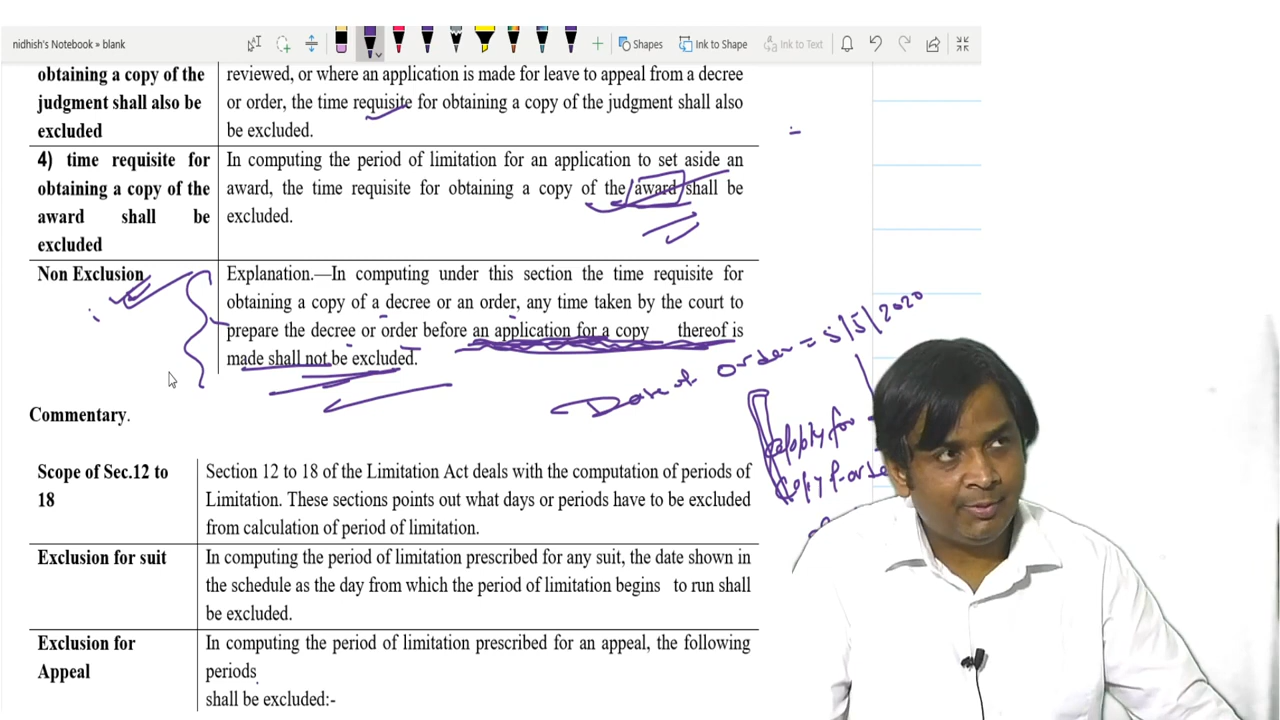 nidhish's Notebook » blank
Shapes
Ink to Shape
Ink to Text
obtaining a copy of the
judgment shall also be
excluded
reviewed, or where an application is made for leave to appeal from a decree
or order, the time requisite for obtaining a copy of the judgment shall also
be excluded.
4) time requisite for
obtaining a copy of the
award shall be
excluded
In computing the period of limitation for an application to set aside an
award, the time requisite for obtaining a copy of the award shall be
excluded.
Non Exclusion
Explanation.—In computing under this section the time requisite for
obtaining a copy of a decree or an order, any time taken by the court to
prepare the decree or order before an application for a copy thereof is
made shall not be excluded.
Date of order = 5/5/2020
apply for
copy of order
Commentary.
Scope of Sec.12 to
18
Section 12 to 18 of the Limitation Act deals with the computation of periods of
Limitation. These sections points out what days or periods have to be excluded
from calculation of period of limitation.
Exclusion for suit
In computing the period of limitation prescribed for any suit, the date shown in
the schedule as the day from which the period of limitation begins to run shall
be excluded.
Exclusion for
Appeal
In computing the period of limitation prescribed for an appeal, the following
periods
shall be excluded:-